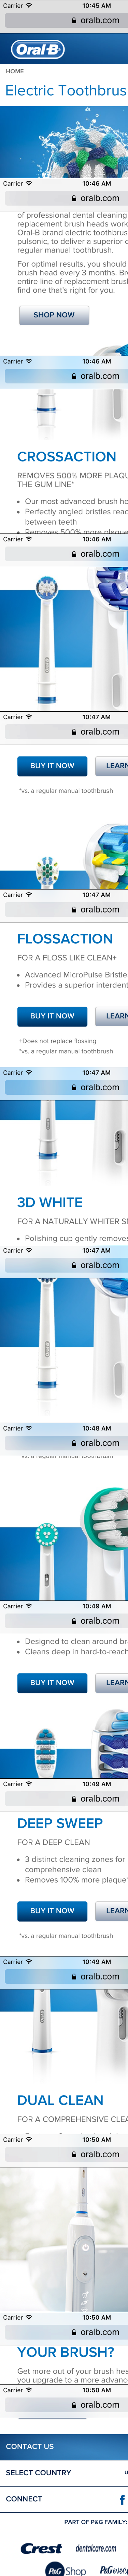 Carrier 10:45 AM
oralb.com
Oral-B
HOME
Electric Toothbrus
Carrier 10:46 AM
oralb.com
of professional dental cleaning
replacement brush heads work
Oral-B brand electric toothbrus
pulsonic, to deliver a superior
regular manual toothbrush.
For optimal results, you should
brush head every 3 months. Br
entire line of replacement brus
find one that's right for you.
SHOP NOW
Carrier 10:46 AM
oralb.com
CROSSACTION
REMOVES 500% MORE PLAQU
THE GUM LINE*
• Our most advanced brush he
• Perfectly angled bristles reac
between teeth
• Removes 500% more plaque
Carrier 10:46 AM
oralb.com
Carrier 10:47 AM
oralb.com
BUY IT NOW LEARN
*vs. a regular manual toothbrush
Carrier 10:47 AM
oralb.com
FLOSSACTION
FOR A FLOSS LIKE CLEAN+
• Advanced MicroPulse Bristle
• Provides a superior interdent
BUY IT NOW LEARN
+Does not replace flossing
*vs. a regular manual toothbrush
Carrier 10:47 AM
oralb.com
3D WHITE
FOR A NATURALLY WHITER SM
• Polishing cup gently removes
Carrier 10:47 AM
oralb.com
Carrier 10:48 AM
oralb.com
*vs. a regular manual toothbrush
Carrier 10:49 AM
oralb.com
• Designed to clean around br
• Cleans deep in hard-to-reach
BUY IT NOW LEARN
Carrier 10:49 AM
oralb.com
DEEP SWEEP
FOR A DEEP CLEAN
• 3 distinct cleaning zones for
comprehensive clean
• Removes 100% more plaque*
BUY IT NOW LEARN
*vs. a regular manual toothbrush
Carrier 10:49 AM
oralb.com
DUAL CLEAN
FOR A COMPREHENSIVE CLEA
Carrier 10:50 AM
oralb.com
Carrier 10:50 AM
oralb.com
YOUR BRUSH?
Get more out of your brush hea
you upgrade to a more advanc
Carrier 10:50 AM
oralb.com
CONTACT US
SELECT COUNTRY U
CONNECT f
PART OF P&G FAMILY:
Crest dentalcare.com
P&G Shop P&G everyday